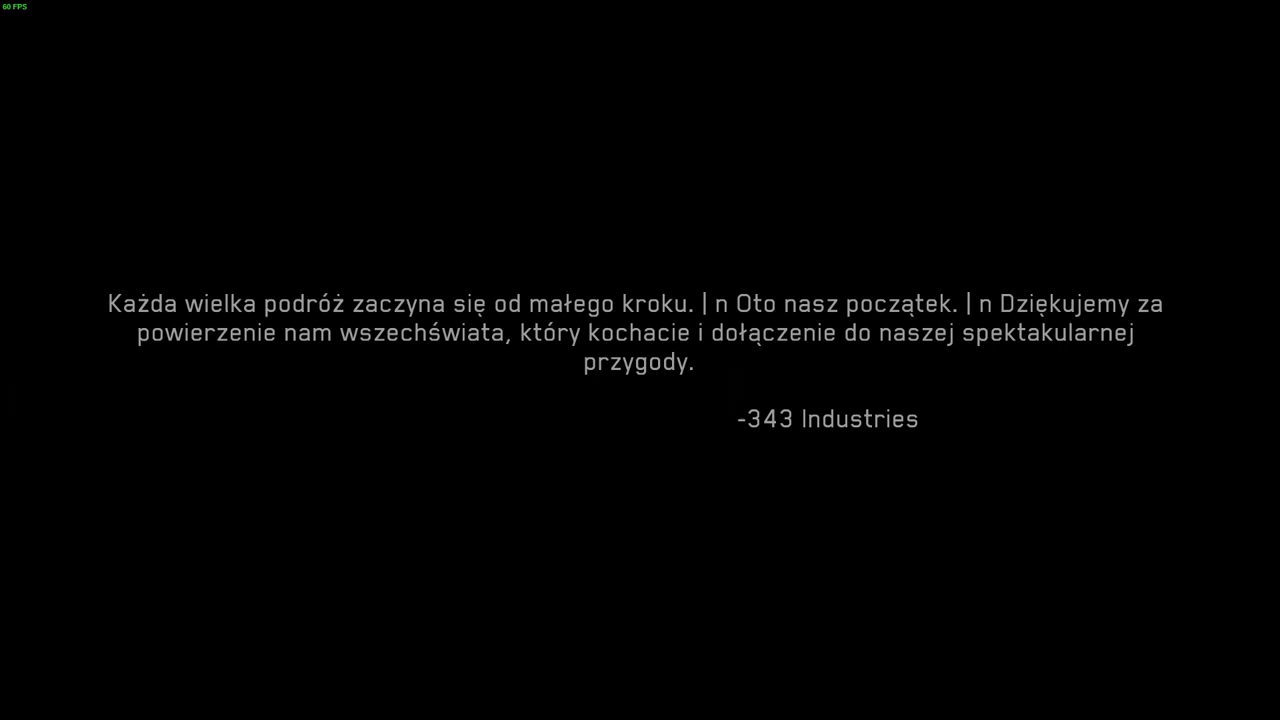 60 FPS
Każda wielka podróż zaczyna się od małego kroku. | n Oto nasz początek. | n Dziękujemy za
powierzenie nam wszechświata, który kochacie i dołączenie do naszej spektakularnej
przygody.
-343 Industries